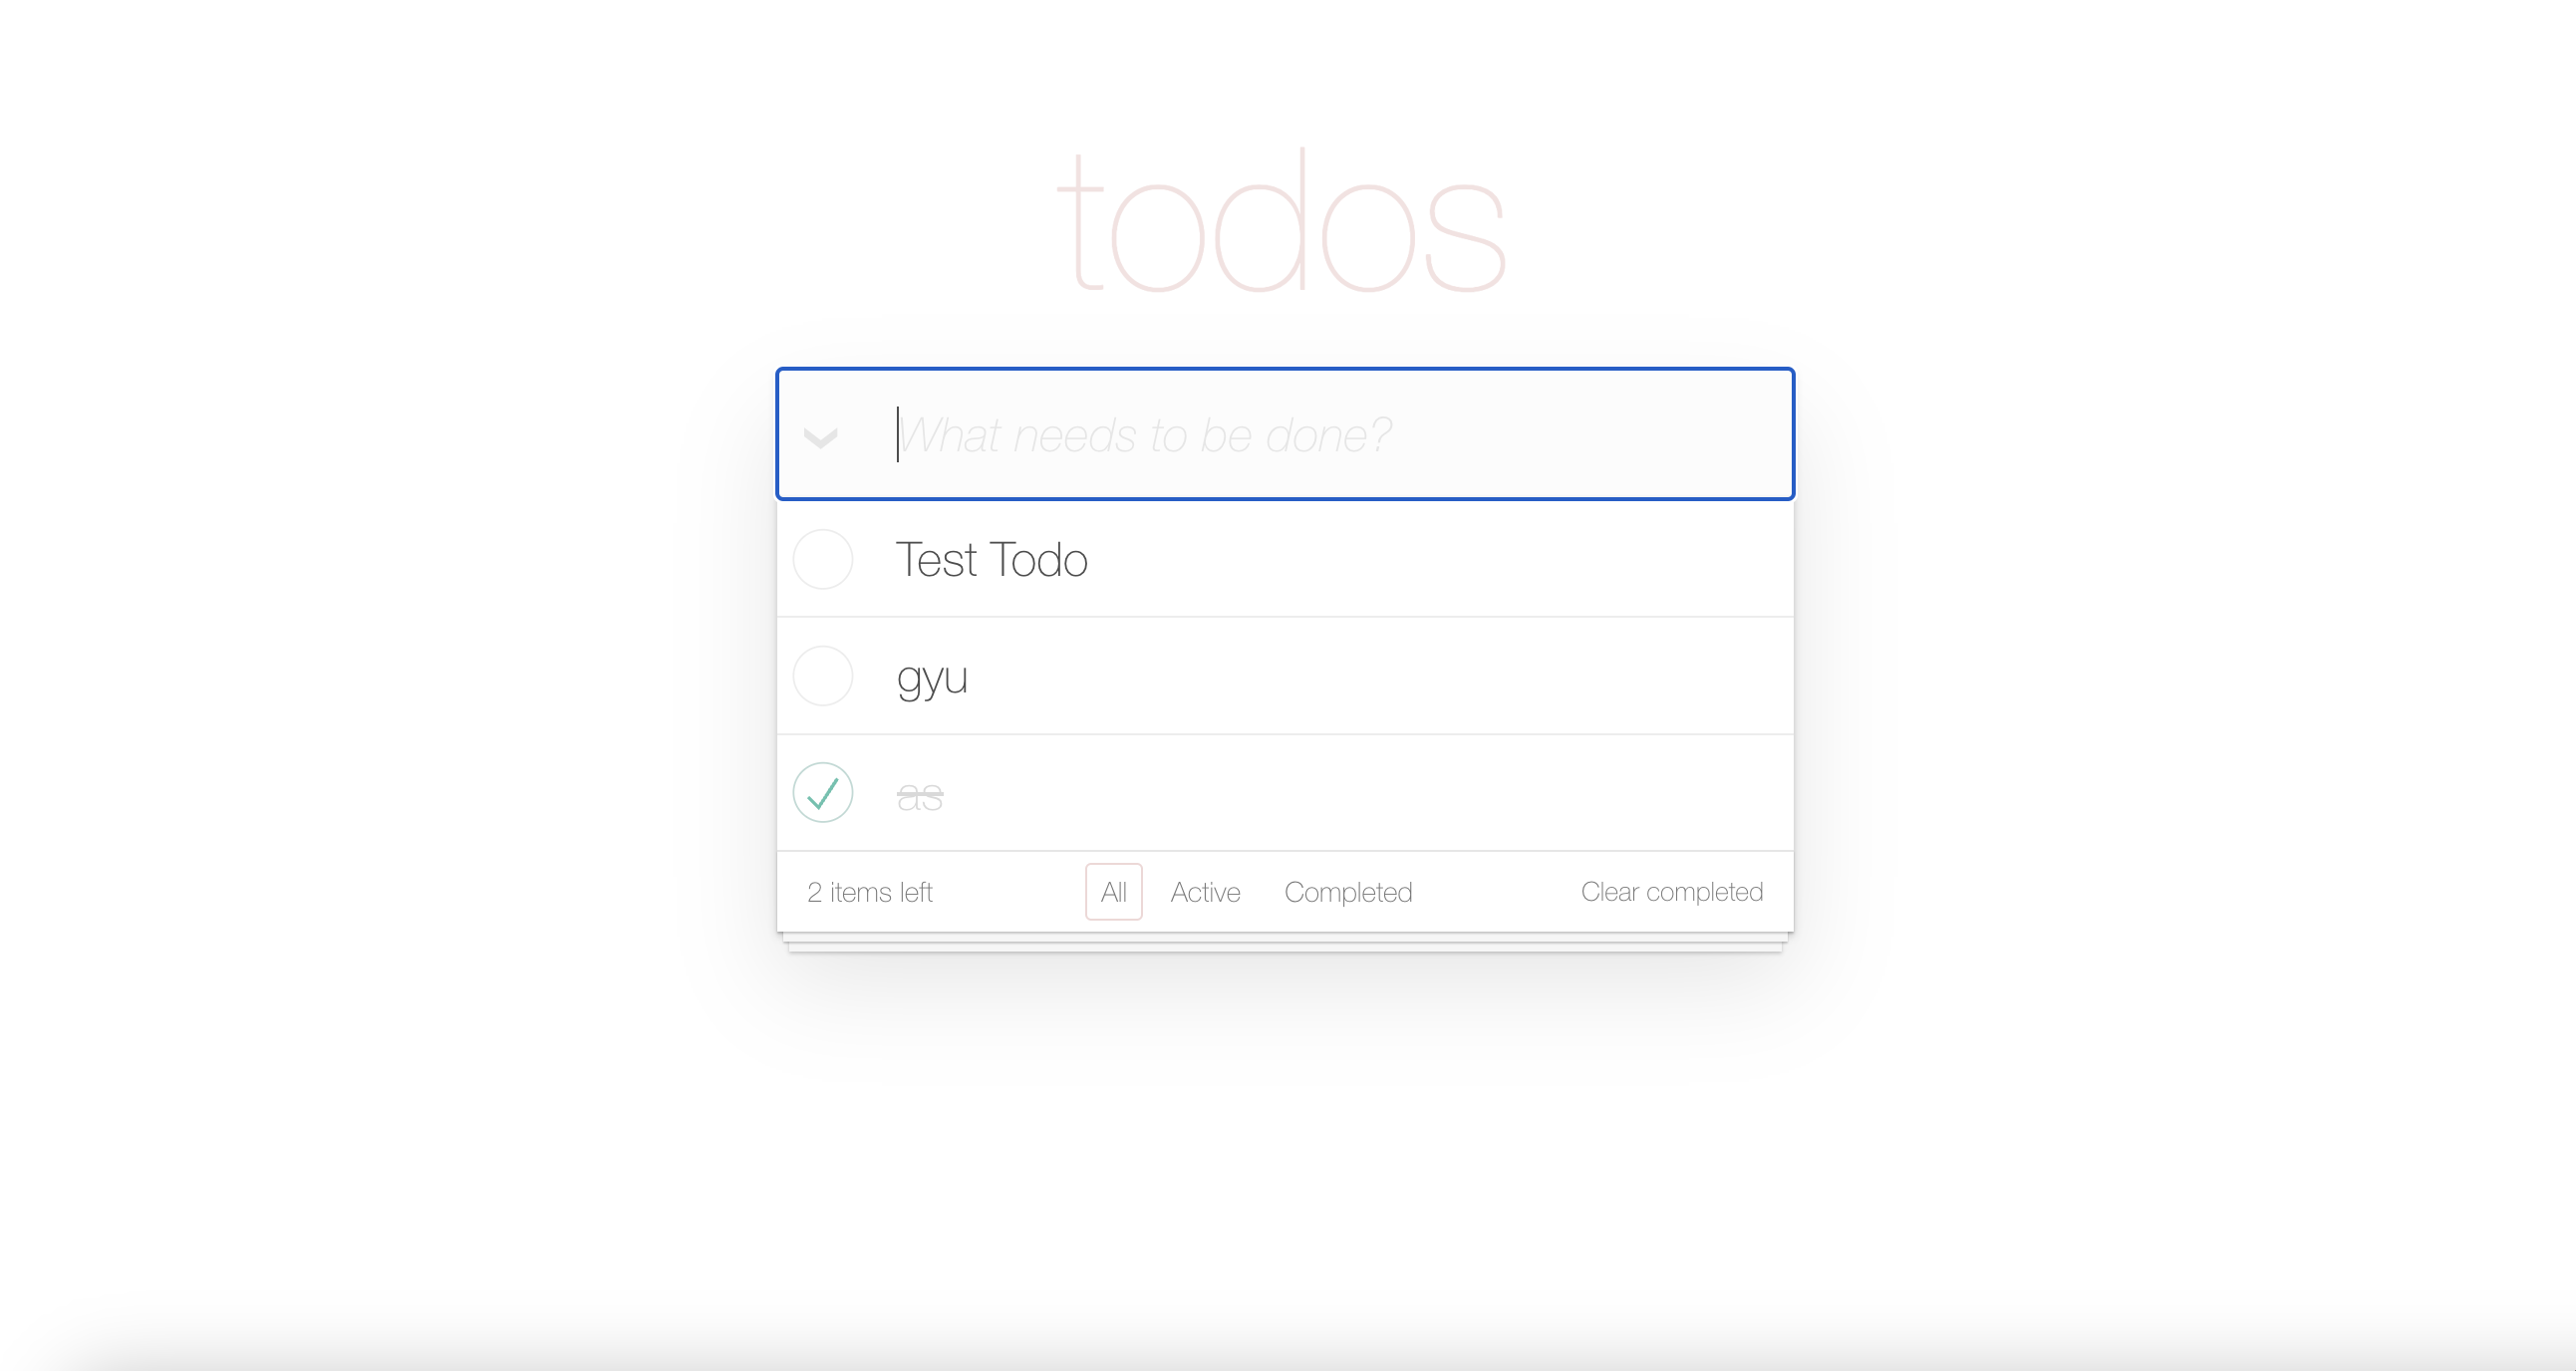 todos
What needs to be done?
Test Todo
gyu
as
2 items left All Active Completed Clear completed